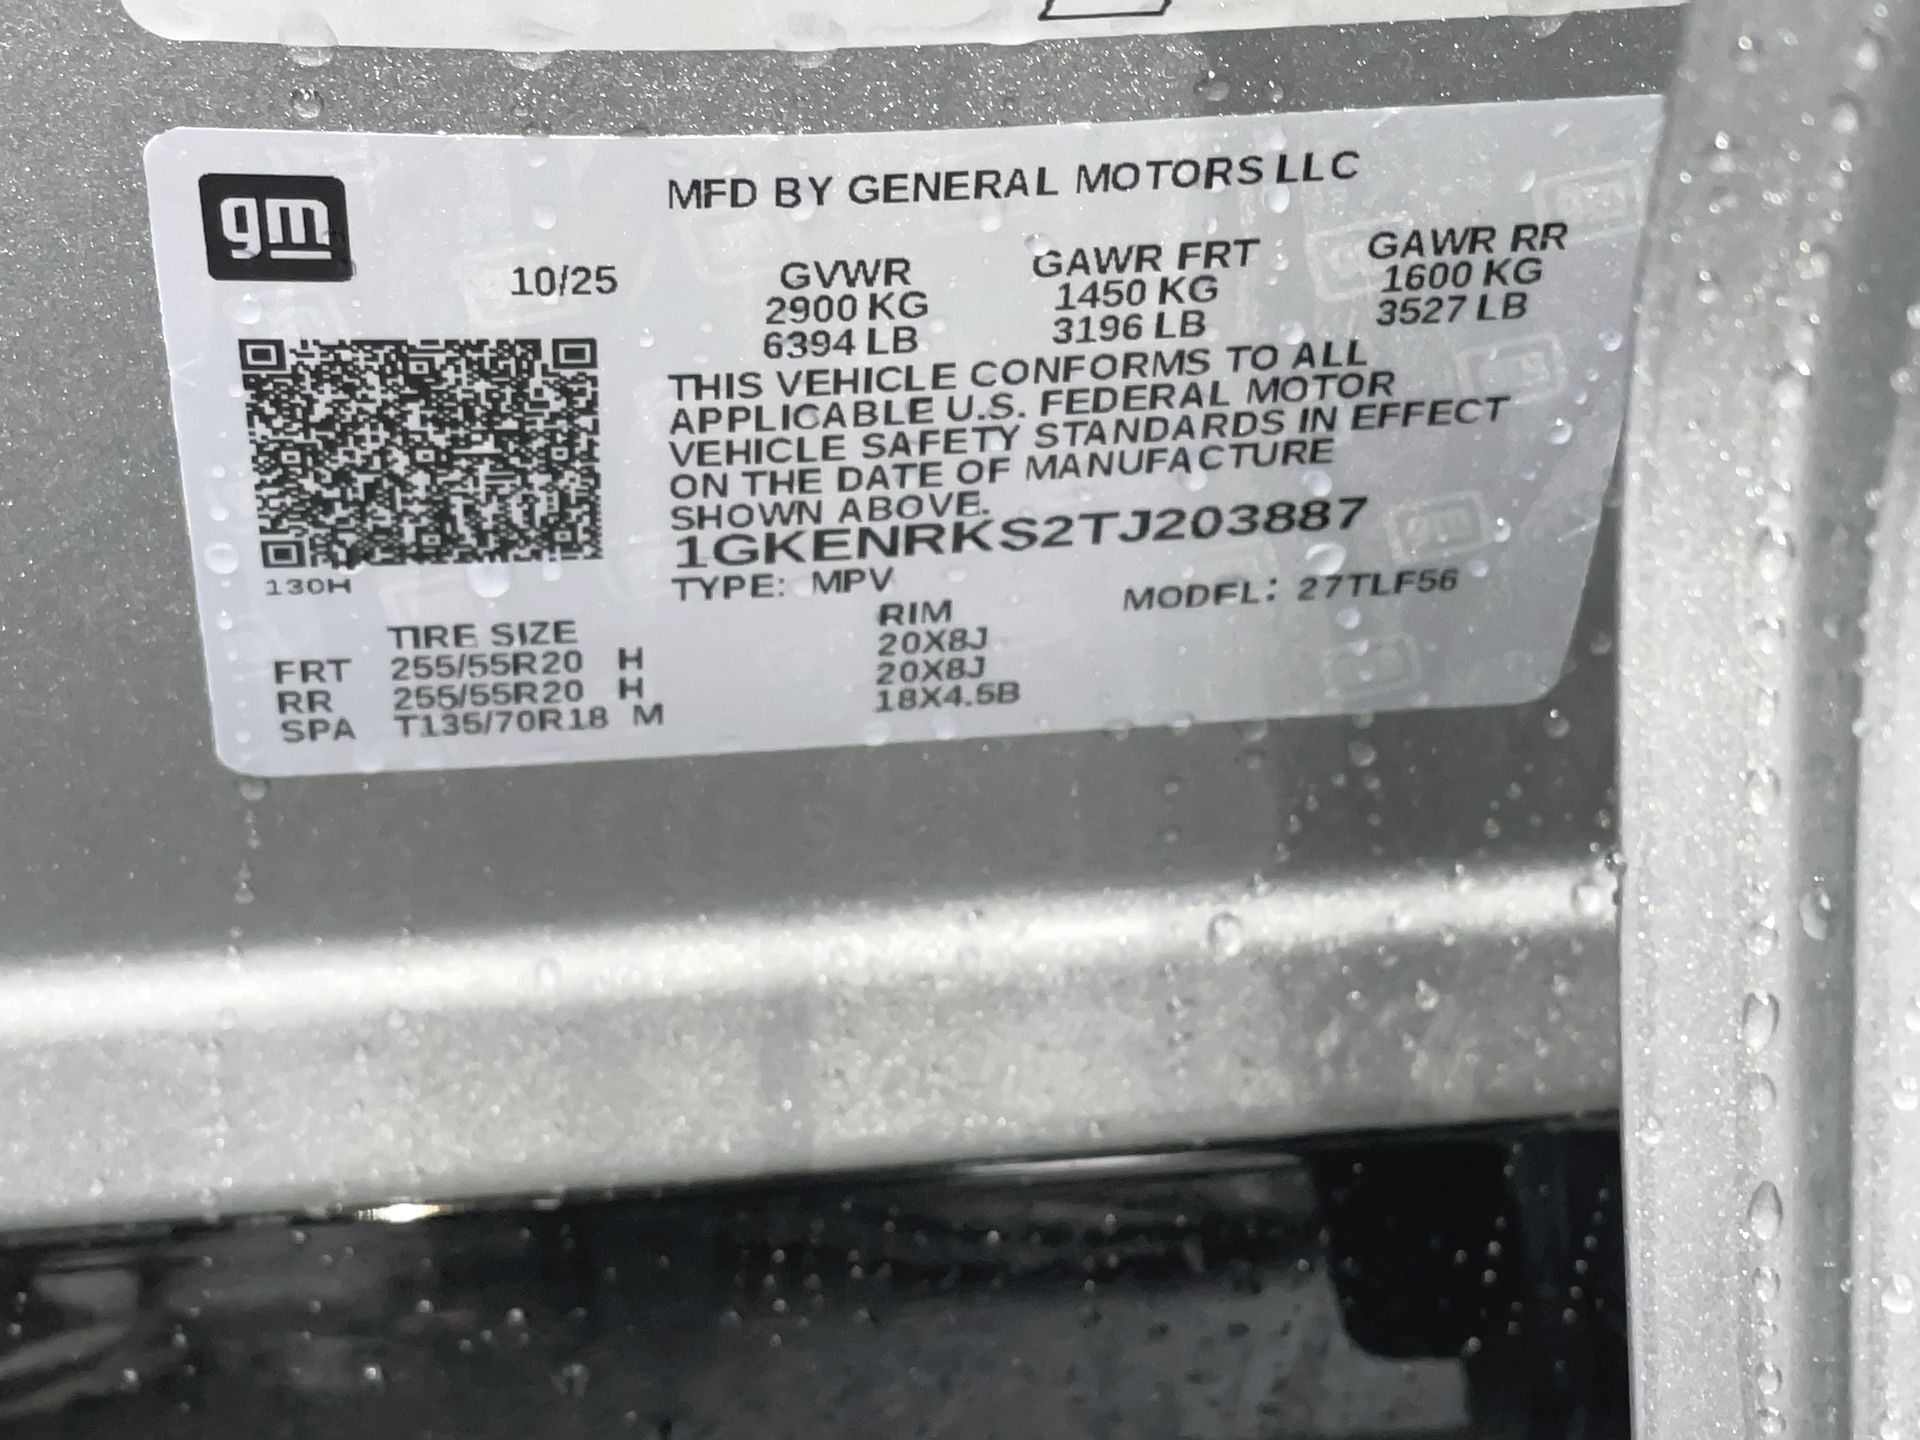 gm
MFD BY GENERAL MOTORS LLC
10/25
GVWR GAWR FRT GAWR RR
2900 KG 1450 KG 1600 KG
6394 LB 3196 LB 3527 LB
THIS VEHICLE CONFORMS TO ALL
APPLICABLE U.S. FEDERAL MOTOR
VEHICLE SAFETY STANDARDS IN EFFECT
ON THE DATE OF MANUFACTURE
SHOWN ABOVE.
1GKENRKS2TJ203887
130H
TYPE: MPV MODEL: 27TLF56
TIRE SIZE RIM
FRT 255/55R20 H 20X8J
RR 255/55R20 H 20X8J
SPA T135/70R18 M 18X4.5B